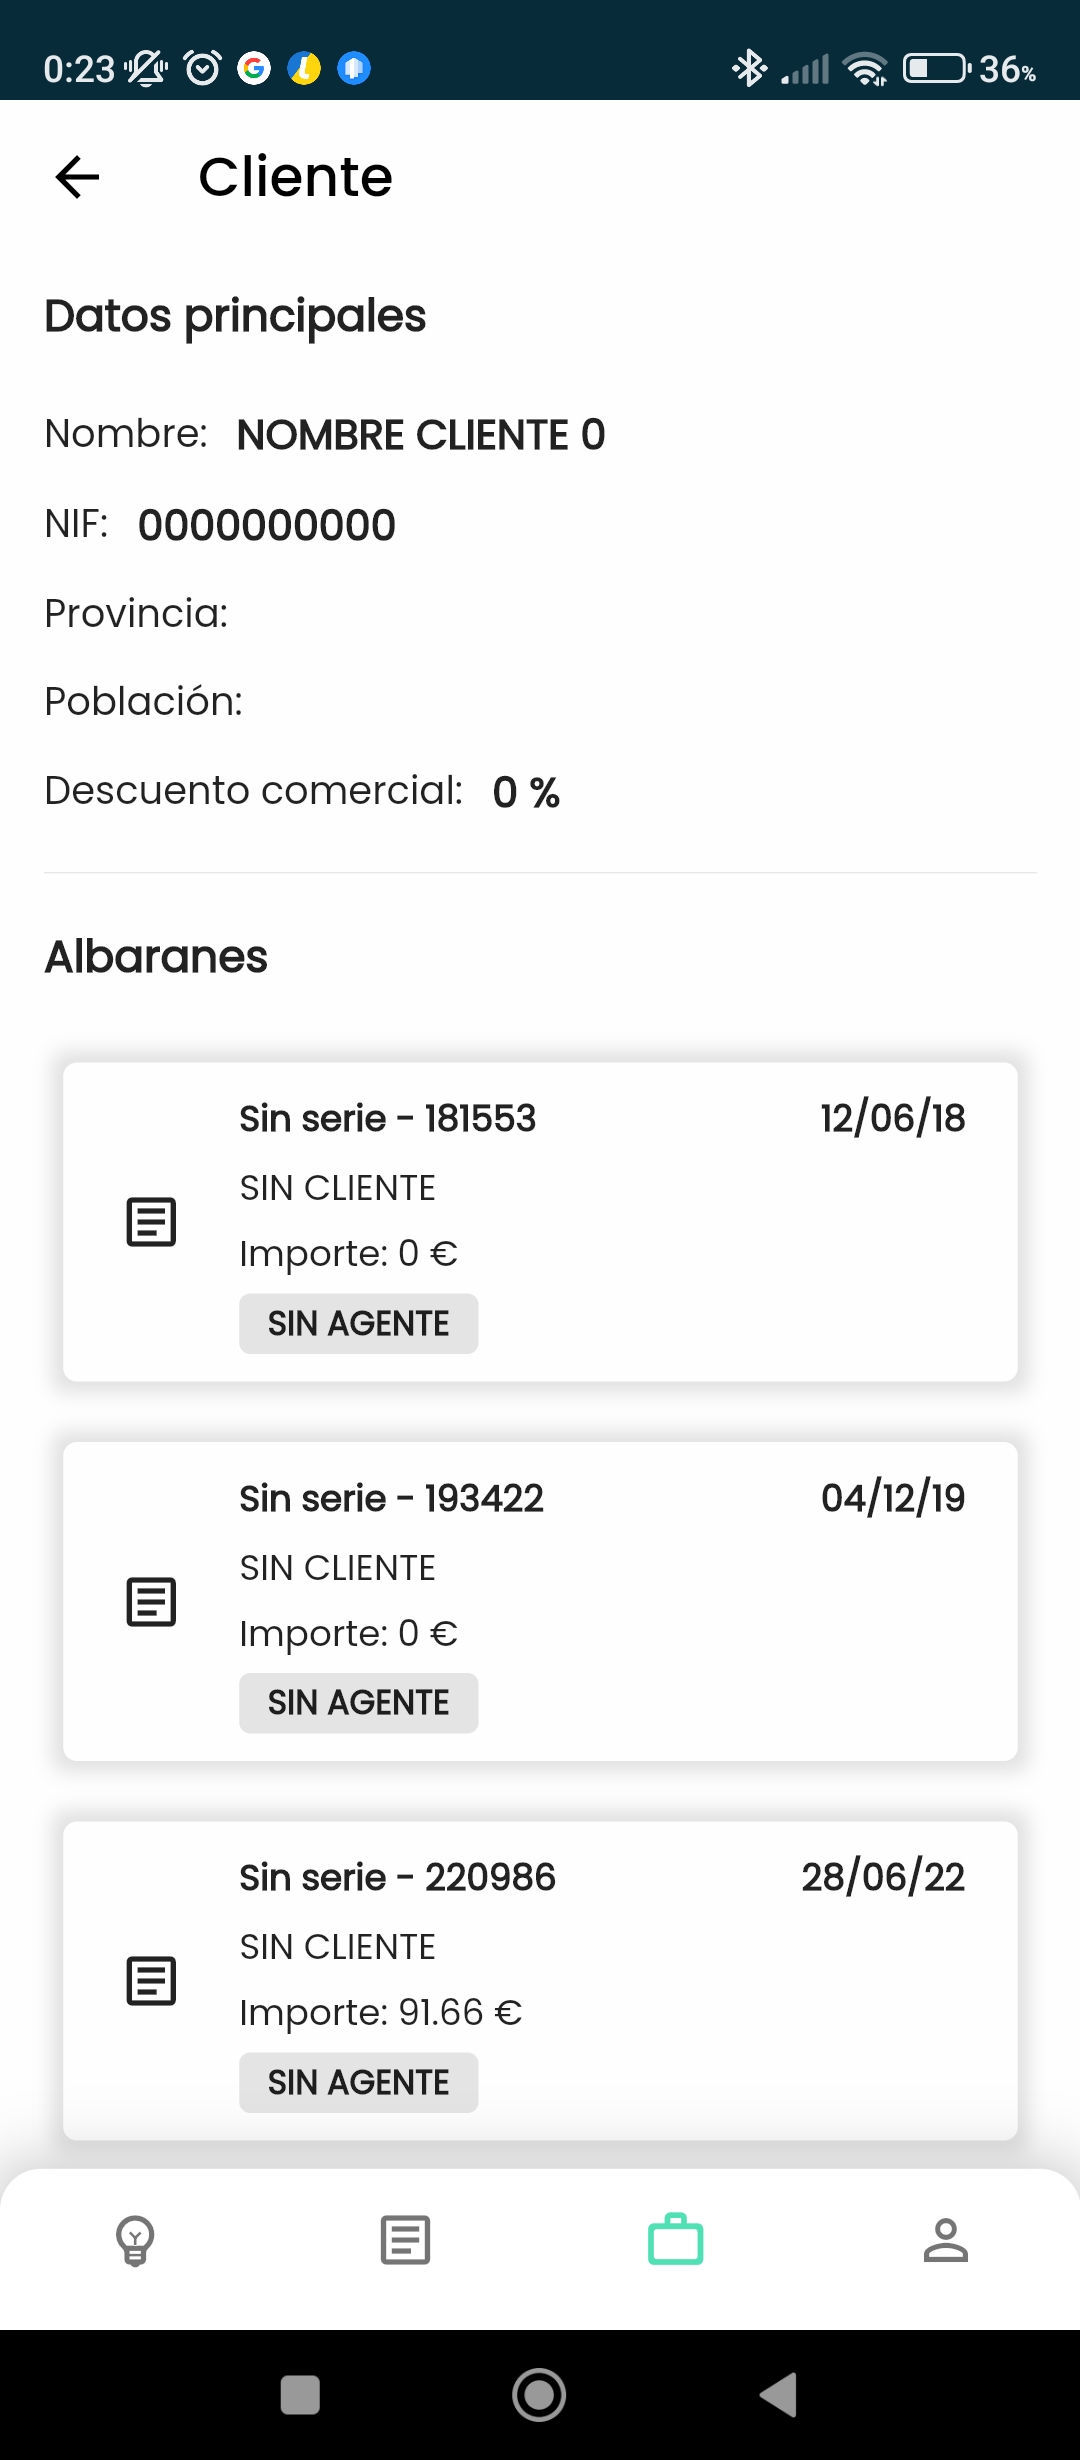 0:23 36%
Cliente
Datos principales
Nombre: NOMBRE CLIENTE 0
NIF: 0000000000
Provincia:
Población:
Descuento comercial: 0 %
Albaranes
Sin serie - 181553 12/06/18
SIN CLIENTE
Importe: 0 €
SIN AGENTE
Sin serie - 193422 04/12/19
SIN CLIENTE
Importe: 0 €
SIN AGENTE
Sin serie - 220986 28/06/22
SIN CLIENTE
Importe: 91.66 €
SIN AGENTE